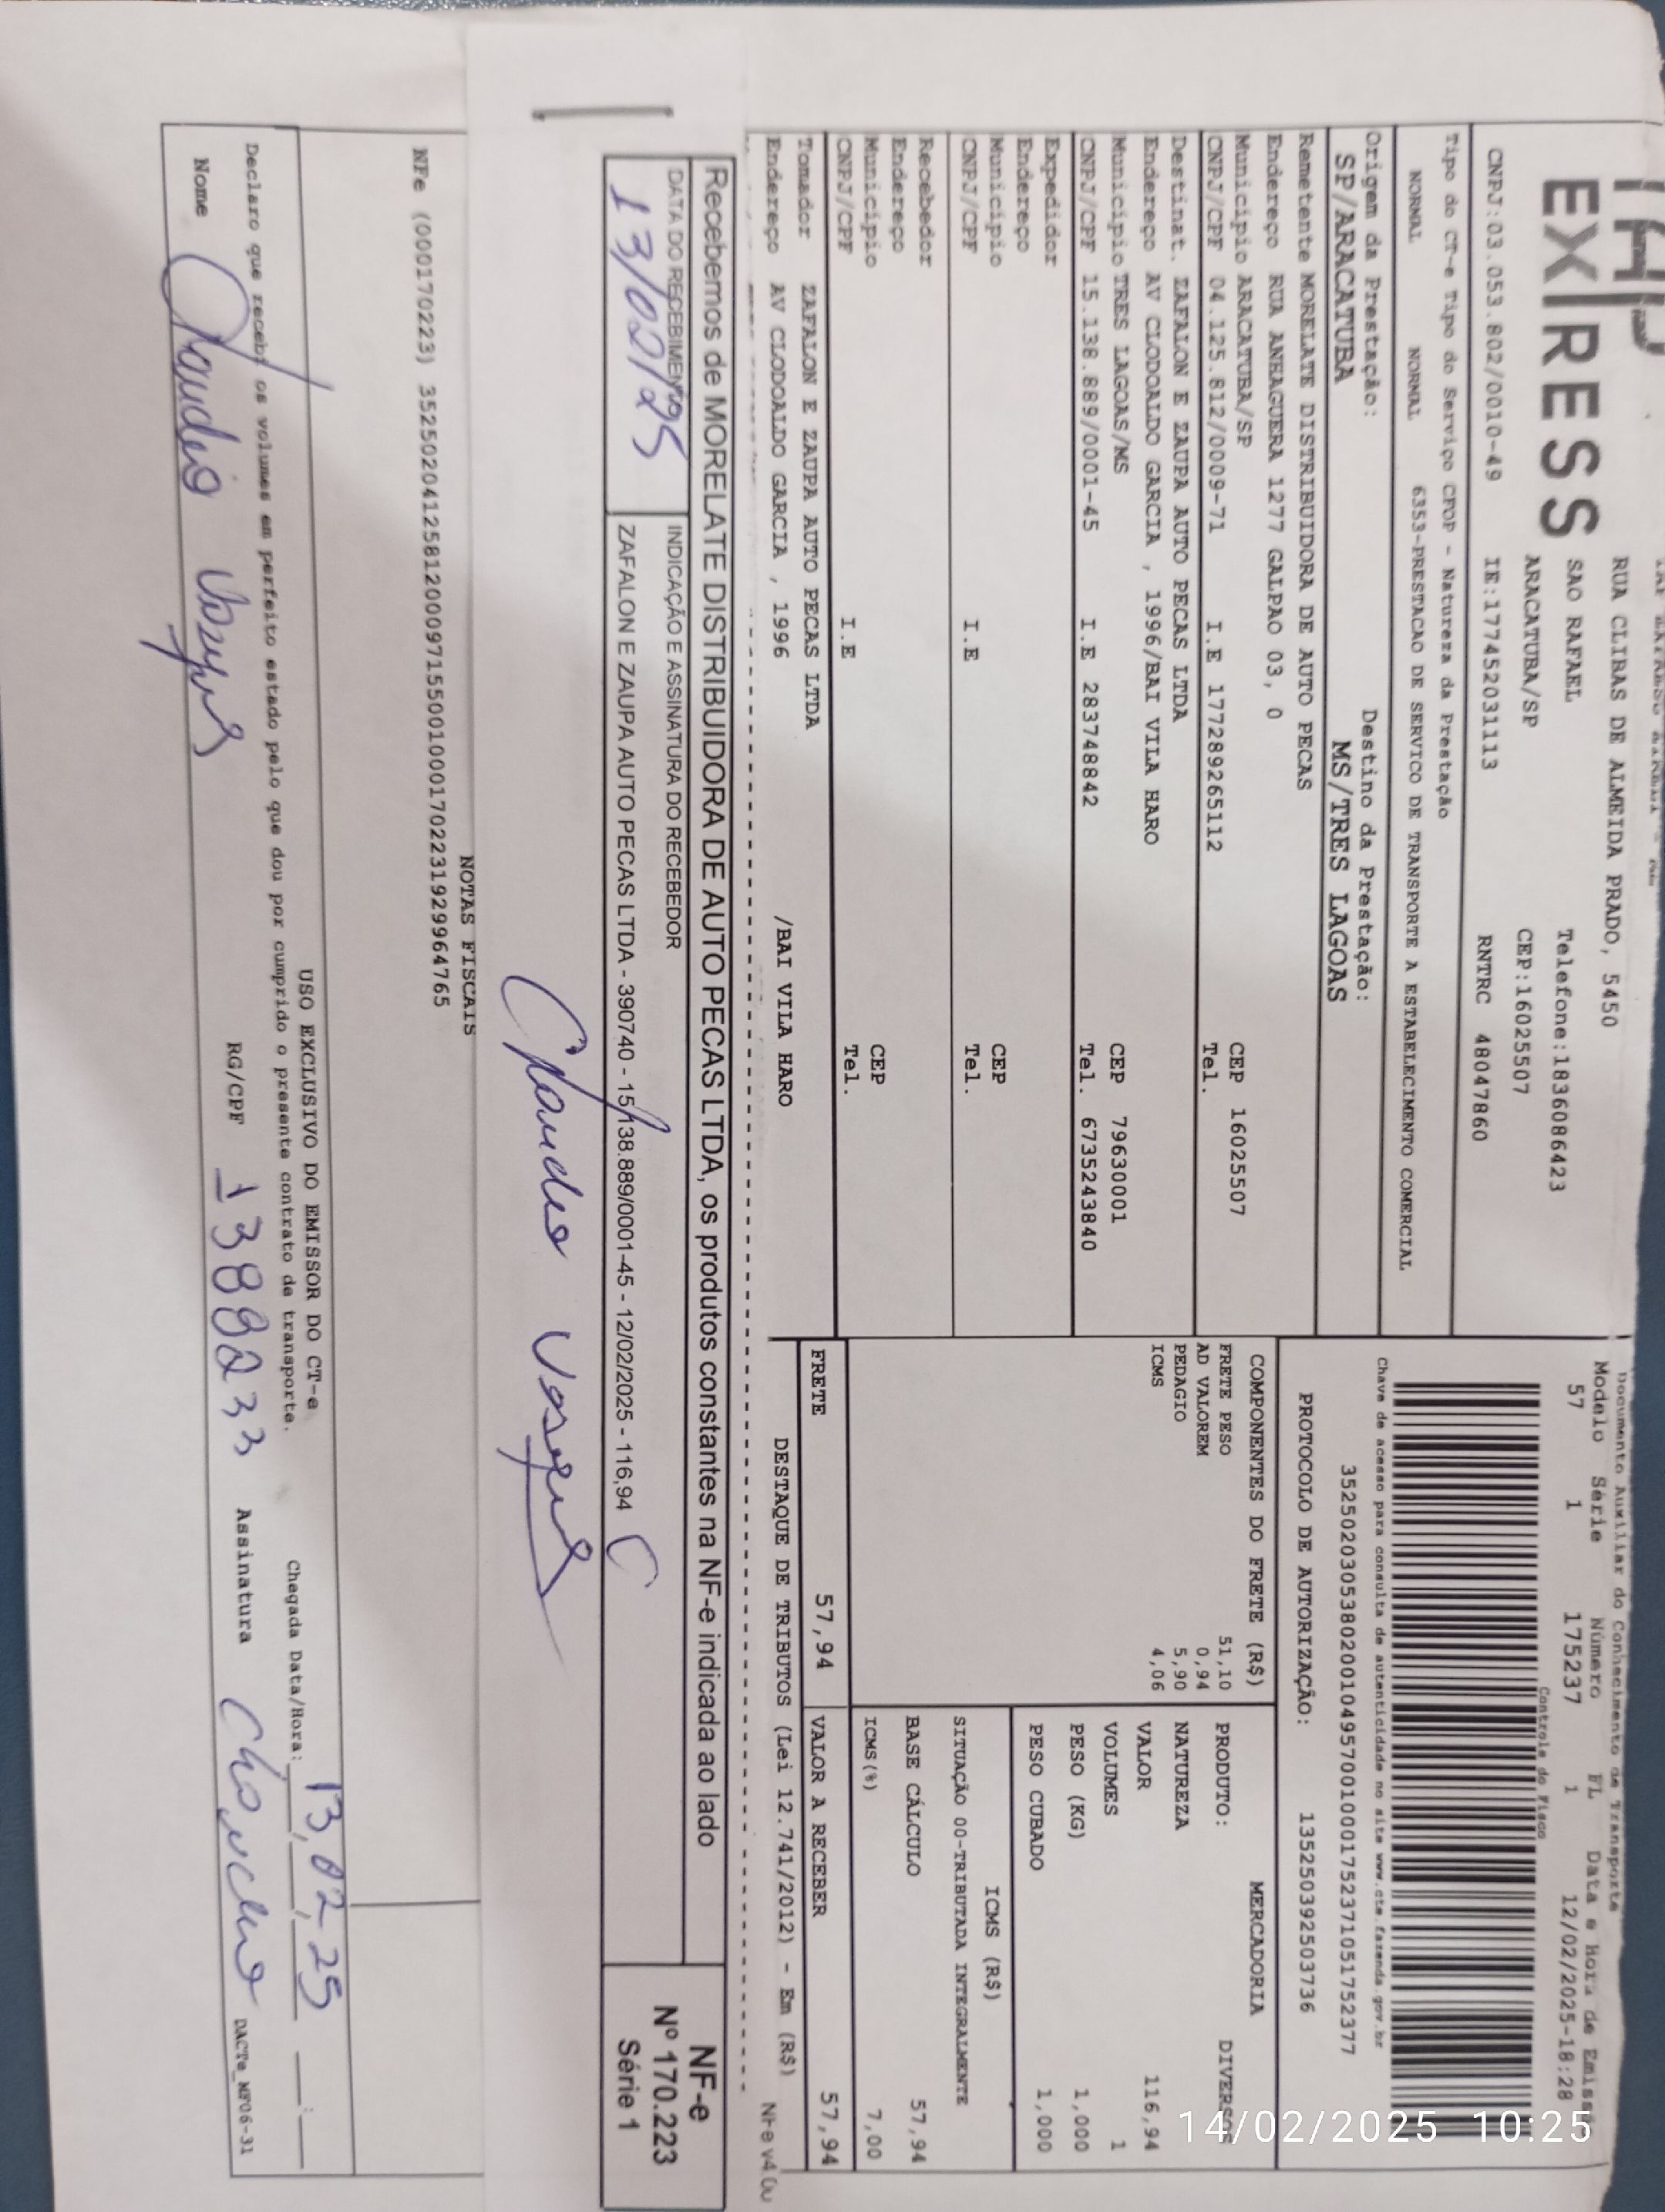 EXPRESS
RUA CLIBAS DE ALMEIDA PRADO, 5450
SAO RAFAEL Telefone:1836086423
ARACATUBA/SP CEP:16025507
CNPJ:03.053.802/0010-49 IE:177452031113 RNTRC 48047860
Documento Auxiliar do Conhecimento de Transporte
Modelo Série Número FL Data e Hora de Emissão
57 1 175237 1 12/02/2025-18:28
Controle do Fisco
Chave de acesso para consulta de autenticidade no site www.cte.fazenda.gov.br
35250203053802001049570010001752371051752377
PROTOCOLO DE AUTORIZAÇÃO: 135250392503736
Tipo do CT-e Tipo do Serviço CFOP - Natureza da Prestação
NORMAL NORMAL 6353-PRESTACAO DE SERVICO DE TRANSPORTE A ESTABELECIMENTO COMERCIAL
Origem da Prestação: Destino da Prestação:
SP/ARACATUBA MS/TRES LAGOAS
Remetente MORELATE DISTRIBUIDORA DE AUTO PECAS
Endereço RUA ANHAGUERA 1277 GALPAO 03, 0
Município ARACATUBA/SP CEP 16025507
CNPJ/CPF 04.125.812/0009-71 I.E 177289265112 Tel.
Destinat. ZAFALON E ZAUPA AUTO PECAS LTDA
Endereço AV CLODOALDO GARCIA , 1996/BAI VILA HARO
Município TRES LAGOAS/MS CEP 79630001
CNPJ/CPF 15.138.889/0001-45 I.E 283748842 Tel. 6735243840
Expedidor
Endereço
Município CEP
CNPJ/CPF I.E Tel.
Recebedor
Endereço
Município CEP
CNPJ/CPF I.E Tel.
Tomador ZAFALON E ZAUPA AUTO PECAS LTDA
Endereço AV CLODOALDO GARCIA , 1996 /BAI VILA HARO
COMPONENTES DO FRETE (R$)
FRETE PESO 51,10
AD VALOREM 0,94
PEDAGIO 5,90
ICMS 4,06
MERCADORIA
PRODUTO: DIVERSOS
NATUREZA
VALOR 116,94
VOLUMES 1
PESO (KG) 1,000
PESO CUBADO 1,000
ICMS (R$)
SITUAÇÃO 00-TRIBUTADA INTEGRALMENTE
BASE CÁLCULO 57,94
ICMS(%) 7,00
FRETE 57,94 VALOR A RECEBER 57,94
DESTAQUE DE TRIBUTOS (Lei 12.741/2012) - Em (R$)
NFe v4.00
Recebemos de MORELATE DISTRIBUIDORA DE AUTO PECAS LTDA, os produtos constantes na NF-e indicada ao lado
DATA DO RECEBIMENTO INDICAÇÃO E ASSINATURA DO RECEBEDOR
13/02/25 ZAFALON E ZAUPA AUTO PECAS LTDA - 390740 - 15.138.889/0001-45 - 12/02/2025 - 116,94
NF-e
Nº 170.223
Série 1
Claudio
NOTAS FISCAIS
NFe (000170223) 35250204125812000971550010001702231929964765
USO EXCLUSIVO DO EMISSOR DO CT-e
Declaro que recebi os volumes em perfeito estado pelo que dou por cumprido o presente contrato de transporte.
Chegada Data/Hora: 13,02,25
Nome Claudio RG/CPF 1388233 Assinatura Claudio
DACTe_MF06-31
14/02/2025 10:25